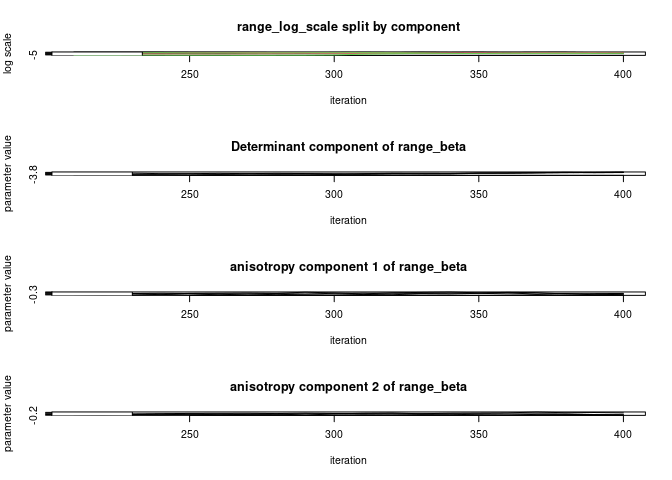 range_log_scale split by component
log scale
-5
250 300 350 400
iteration
Determinant component of range_beta
parameter value
-3.8
250 300 350 400
iteration
anisotropy component 1 of range_beta
parameter value
-0.3
250 300 350 400
iteration
anisotropy component 2 of range_beta
parameter value
-0.2
250 300 350 400
iteration